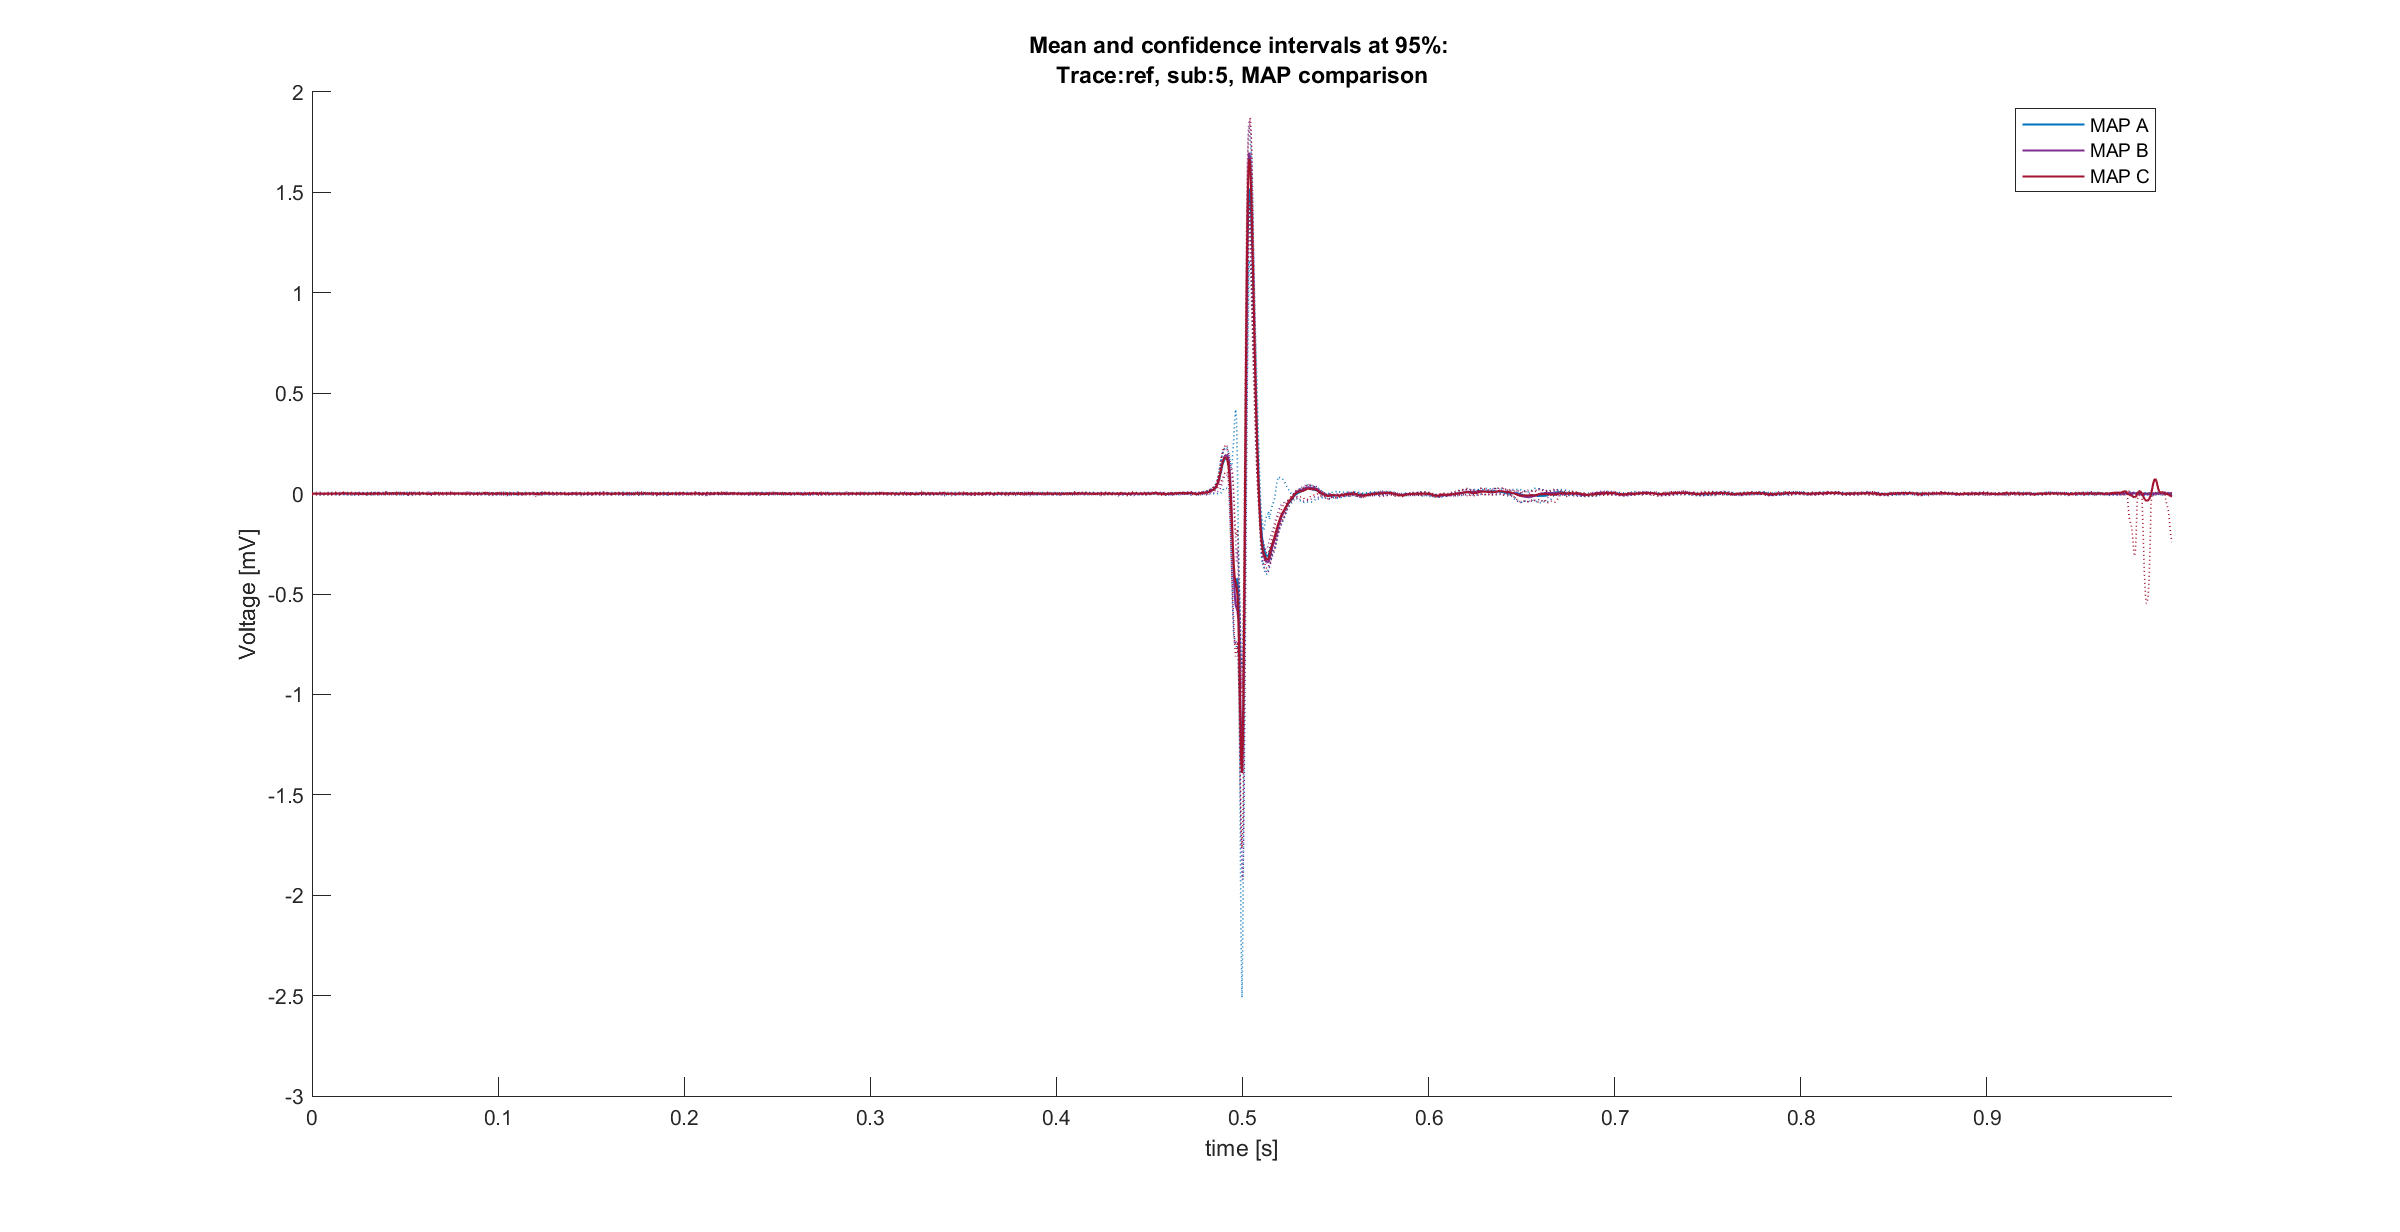 Mean and confidence intervals at 95%:
Trace:ref, sub:5, MAP comparison
2
1.5
1
0.5
0
-0.5
-1
-1.5
-2
-2.5
-3
Voltage [mV]
MAP A
MAP B
MAP C
0 0.1 0.2 0.3 0.4 0.5 0.6 0.7 0.8 0.9
time [s]